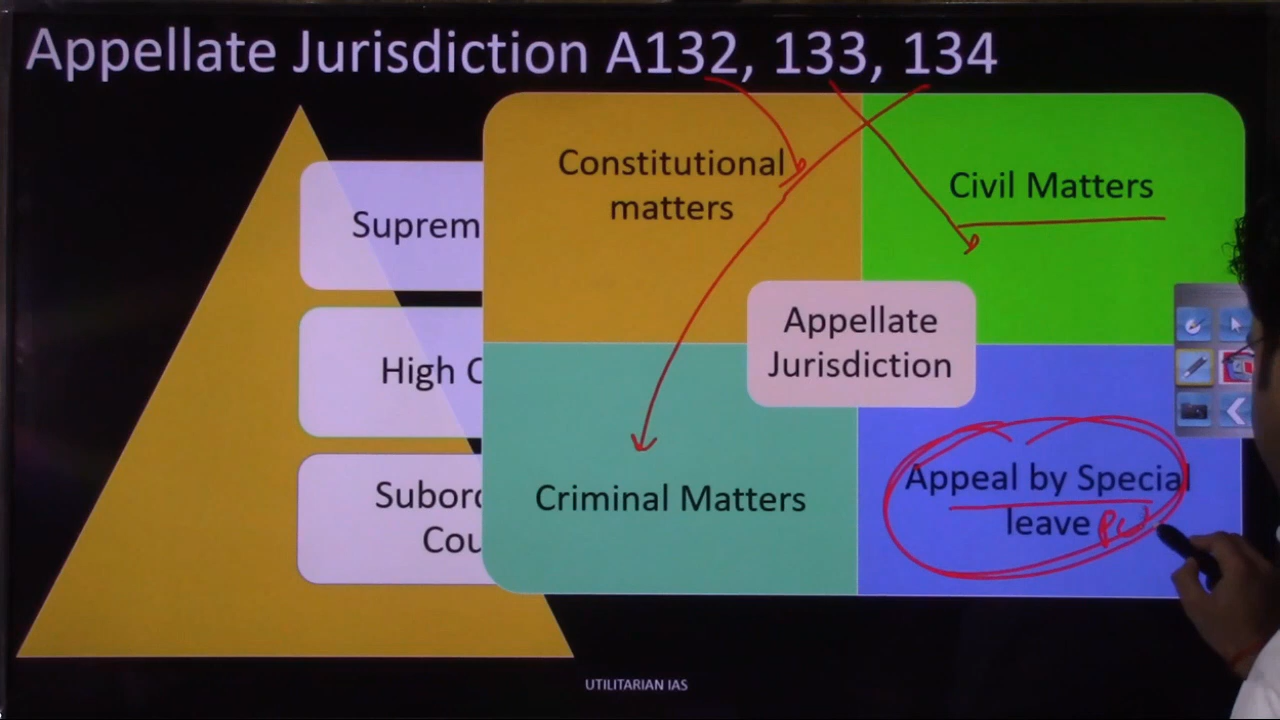 Appellate Jurisdiction A132, 133, 134
Suprem
High C
Subord
Cou
Constitutional
matters
Civil Matters
Appellate
Jurisdiction
Criminal Matters
Appeal by Special
leave
UTILITARIAN IAS